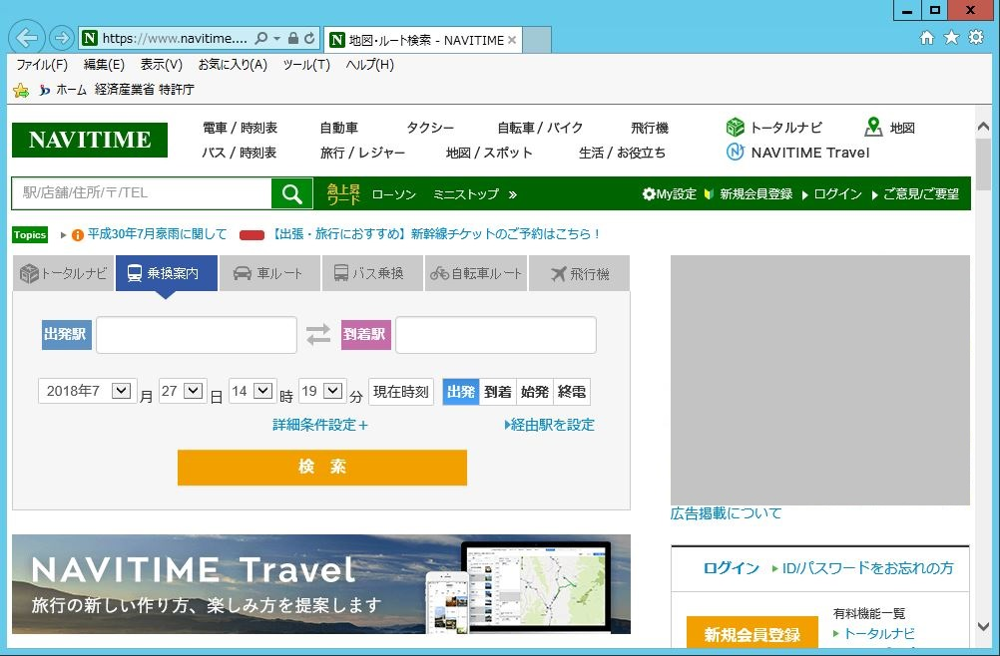 https://www.navitime....
地図・ルート検索 - NAVITIME
ファイル(F) 編集(E) 表示(V) お気に入り(A) ツール(T) ヘルプ(H)
ホーム 経済産業省 特許庁
NAVITIME
電車 / 時刻表 自動車 タクシー 自転車 / バイク 飛行機 トータルナビ 地図
バス / 時刻表 旅行 / レジャー 地図 / スポット 生活 / お役立ち NAVITIME Travel
駅/店舗/住所/〒/TEL
急上昇
ワード
ローソン ミニストップ »
My設定 新規会員登録 ログイン ご意見/ご要望
Topics 平成30年7月豪雨に関して 【出張・旅行におすすめ】新幹線チケットのご予約はこちら！
トータルナビ 乗換案内 車ルート バス乗換 自転車ルート 飛行機
出発駅 到着駅
2018年7 月 27 日 14 時 19 分 現在時刻 出発 到着 始発 終電
詳細条件設定＋ 経由駅を設定
検 索
広告掲載について
NAVITIME Travel
旅行の新しい作り方、楽しみ方を提案します
ログイン ID/パスワードをお忘れの方
新規会員登録
有料機能一覧
トータルナビ